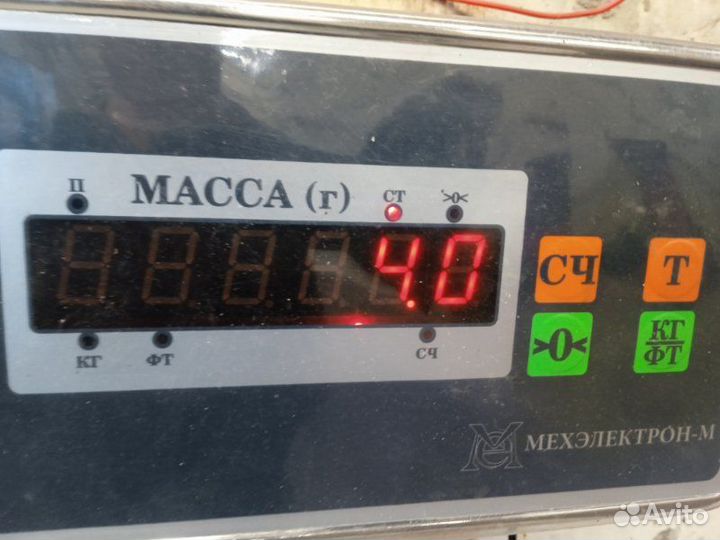 П МАССА (г) СТ >0<
4.0
КГ ФТ СЧ
СЧ Т
>0< КГ
ФТ
МЕХЭЛЕКТРОН-М
Avito